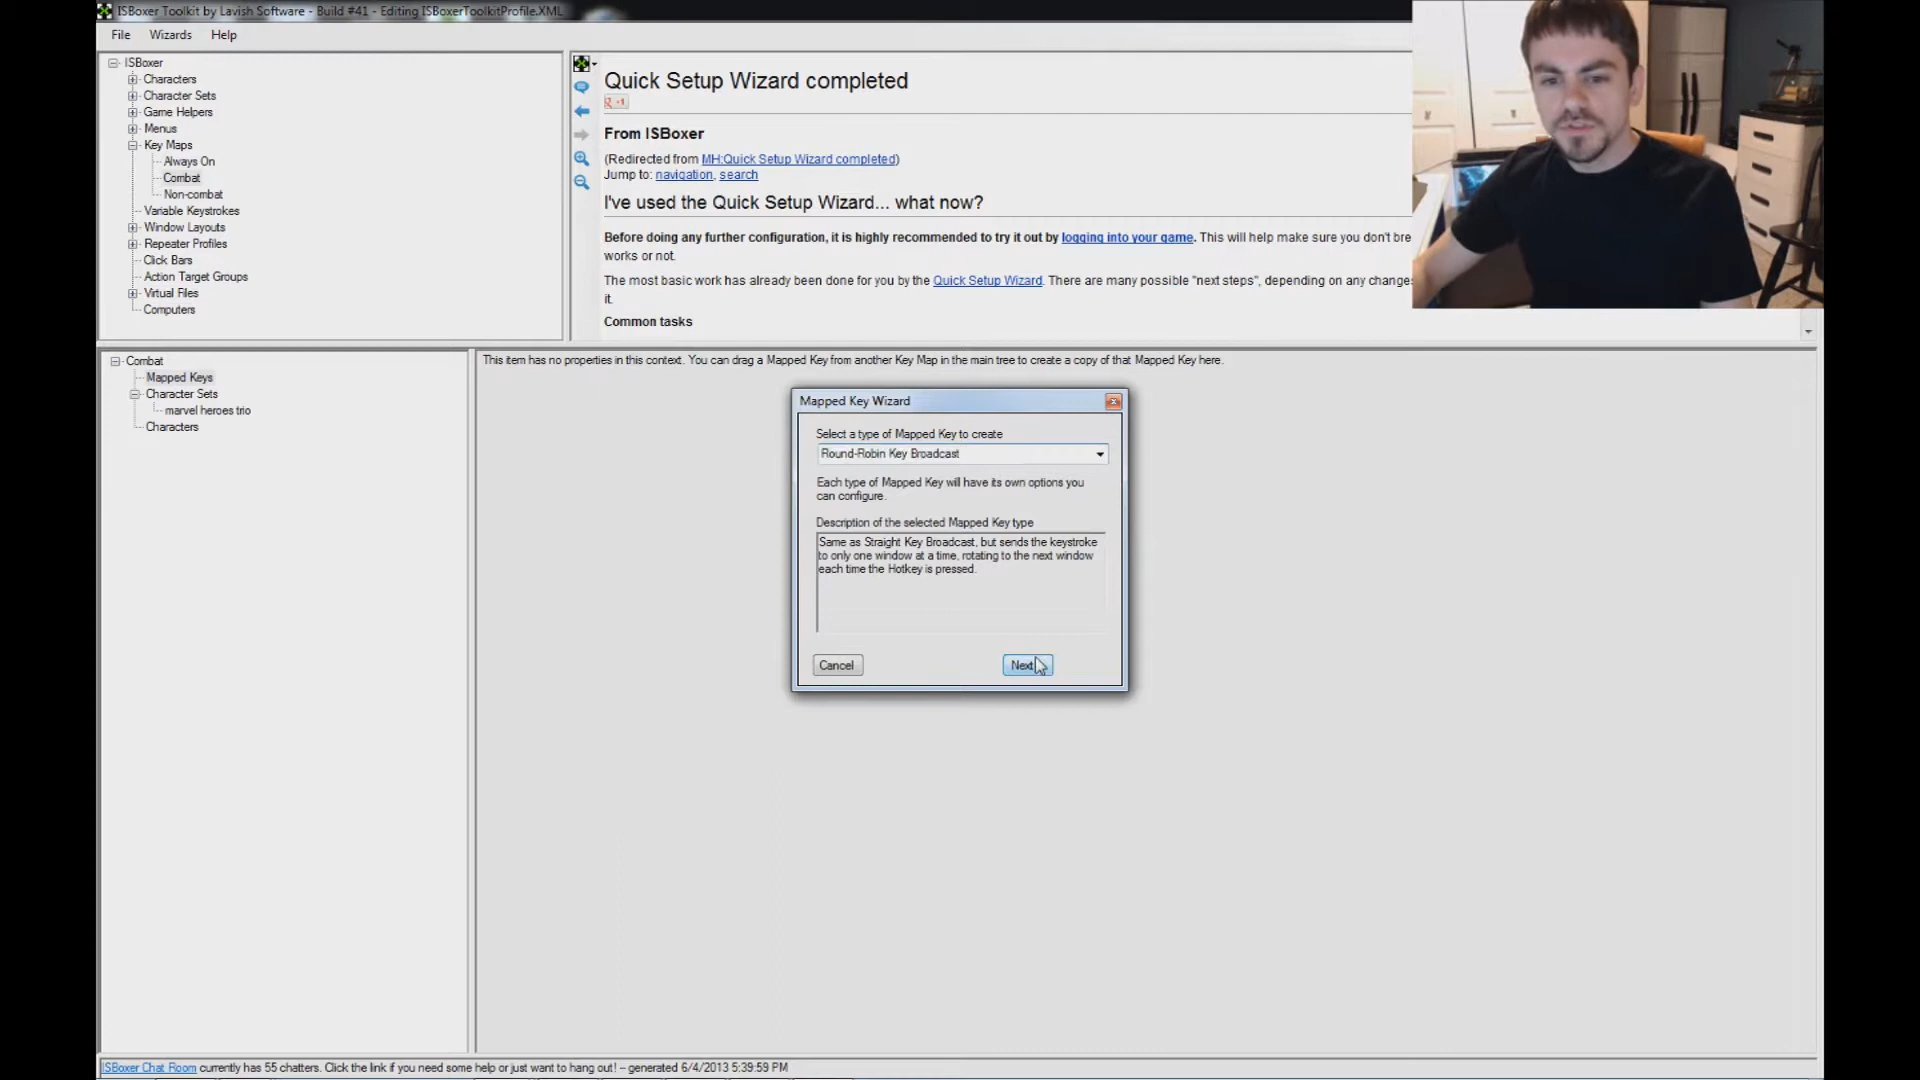 ISBoxer Toolkit by Lavish Software - Build #41 - Editing ISBoxerToolkitProfile.XML
File Wizards Help
ISBoxer
Characters
Character Sets
Game Helpers
Menus
Key Maps
Always On
Combat
Non-combat
Variable Keystrokes
Window Layouts
Repeater Profiles
Click Bars
Action Target Groups
Virtual Files
Computers
Quick Setup Wizard completed
+1
From ISBoxer
(Redirected from MH:Quick Setup Wizard completed)
Jump to: navigation, search
I've used the Quick Setup Wizard... what now?
Before doing any further configuration, it is highly recommended to try it out by logging into your game. This will help make sure you don't bre
works or not.
The most basic work has already been done for you by the Quick Setup Wizard. There are many possible "next steps", depending on any changes
it.
Common tasks
Combat
Mapped Keys
Character Sets
marvel heroes trio
Characters
This item has no properties in this context. You can drag a Mapped Key from another Key Map in the main tree to create a copy of that Mapped Key here.
Mapped Key Wizard
Select a type of Mapped Key to create
Round-Robin Key Broadcast
Each type of Mapped Key will have its own options you
can configure.
Description of the selected Mapped Key type
Same as Straight Key Broadcast, but sends the keystroke
to only one window at a time, rotating to the next window
each time the Hotkey is pressed.
Cancel Next
ISBoxer Chat Room currently has 55 chatters. Click the link if you need some help or just want to hang out! -- generated 6/4/2013 5:39:59 PM